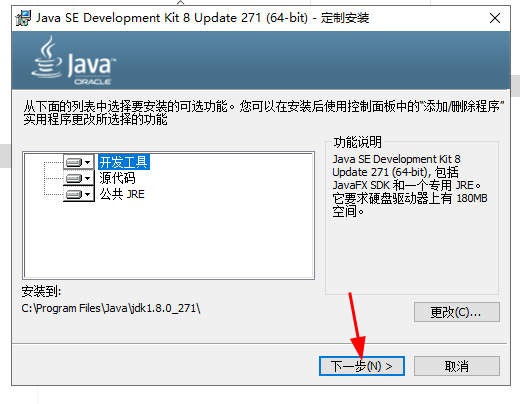 Java SE Development Kit 8 Update 271 (64-bit) - 定制安装
Java
ORACLE
从下面的列表中选择要安装的可选功能。您可以在安装后使用控制面板中的"添加/删除程序"
实用程序更改所选择的功能
开发工具
源代码
公共 JRE
功能说明
Java SE Development Kit 8
Update 271 (64-bit), 包括
JavaFX SDK 和一个专用 JRE。
它要求硬盘驱动器上有 180MB
空间。
安装到:
C:\Program Files\Java\jdk1.8.0_271\
更改(C)...
下一步(N) >
取消